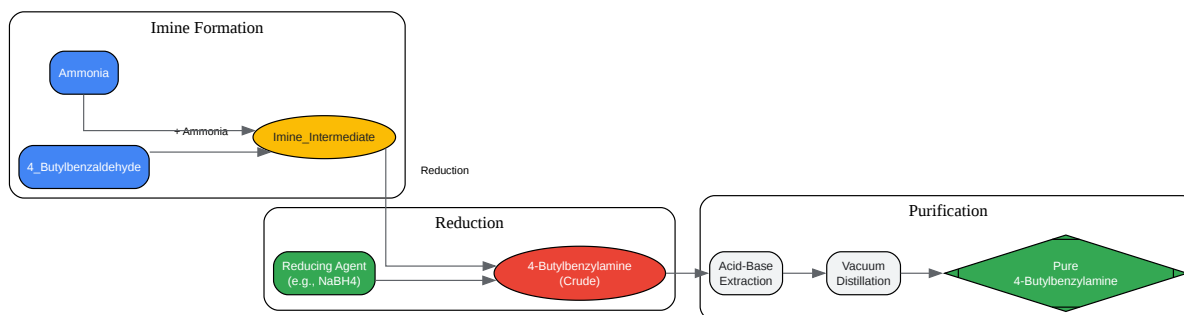 Imine Formation
Ammonia
+ Ammonia
Imine_Intermediate
4_Butylbenzaldehyde
Reduction
Reduction
Reducing Agent
(e.g., NaBH4)
4-Butylbenzylamine
(Crude)
Purification
Acid-Base
Extraction
Vacuum
Distillation
Pure
4-Butylbenzylamine